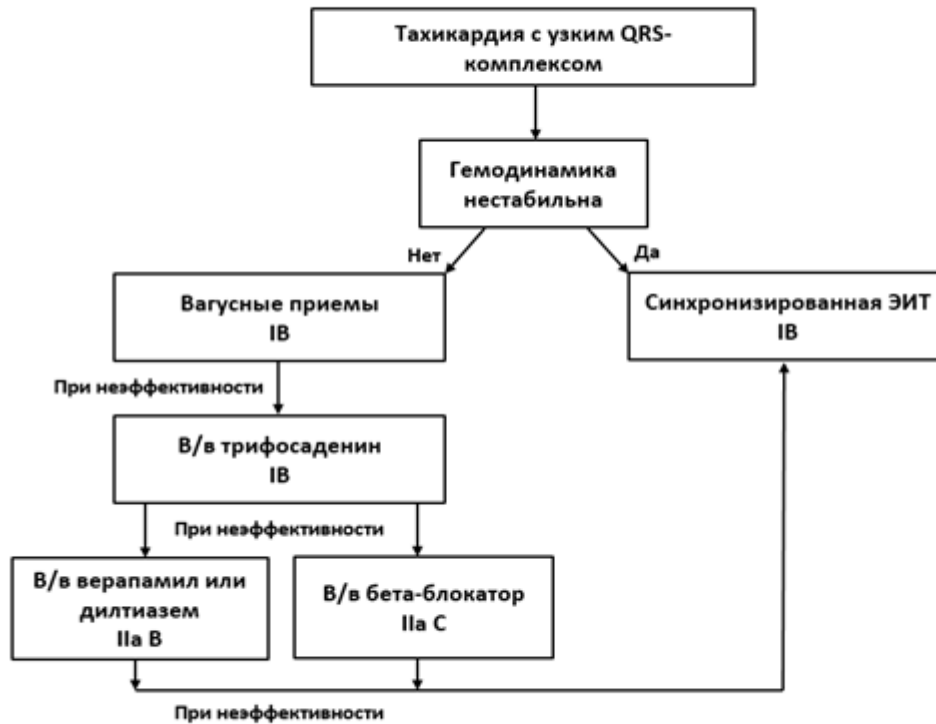 Тахикардия с узким QRS-
комплексом
Гемодинамика
нестабильна
Нет
Да
Вагусные приемы
IB
Синхронизированная ЭИТ
IB
При неэффективности
В/в трифосаденин
IB
При неэффективности
В/в верапамил или
дилтиазем
IIa B
В/в бета-блокатор
IIa C
При неэффективности